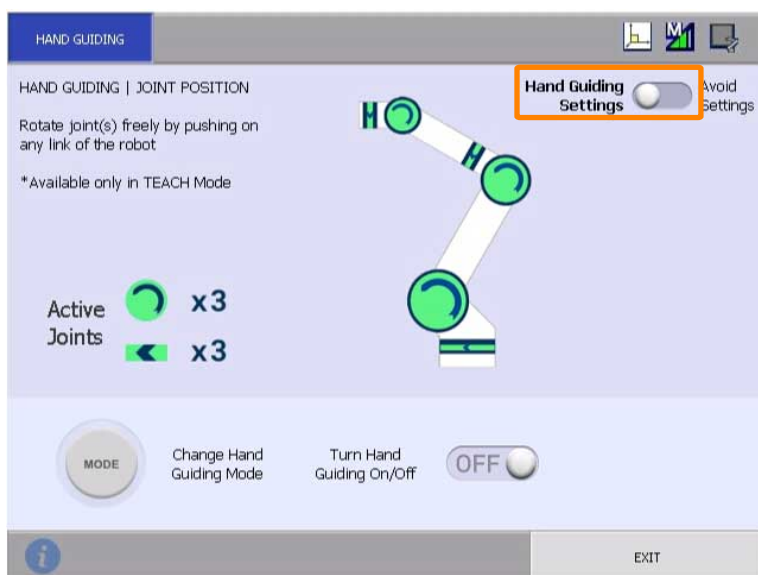 HAND GUIDING
M
HAND GUIDING | JOINT POSITION
Hand Guiding
Settings
Avoid
Settings
Rotate joint(s) freely by pushing on
any link of the robot
*Available only in TEACH Mode
Active
Joints
x3
x3
MODE
Change Hand
Guiding Mode
Turn Hand
Guiding On/Off
OFF
i
EXIT